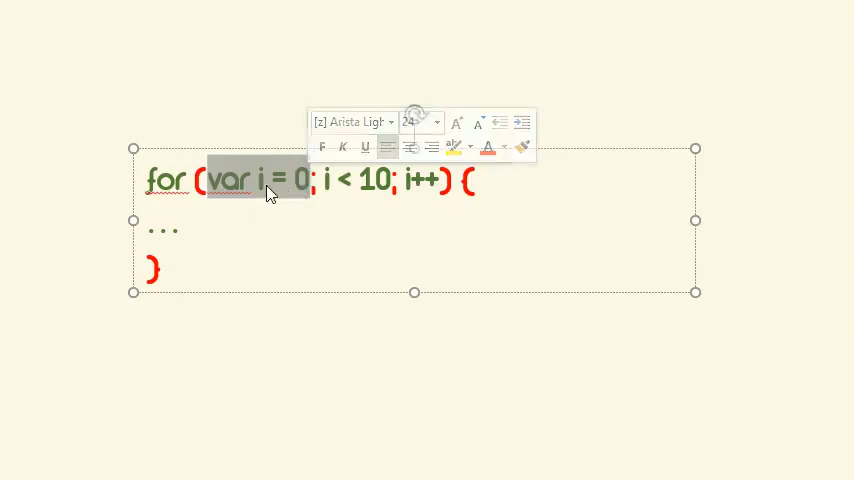 [z] Arista Ligh 24 A A
F K U A
for (var i = 0; i < 10; i++) {
...
}